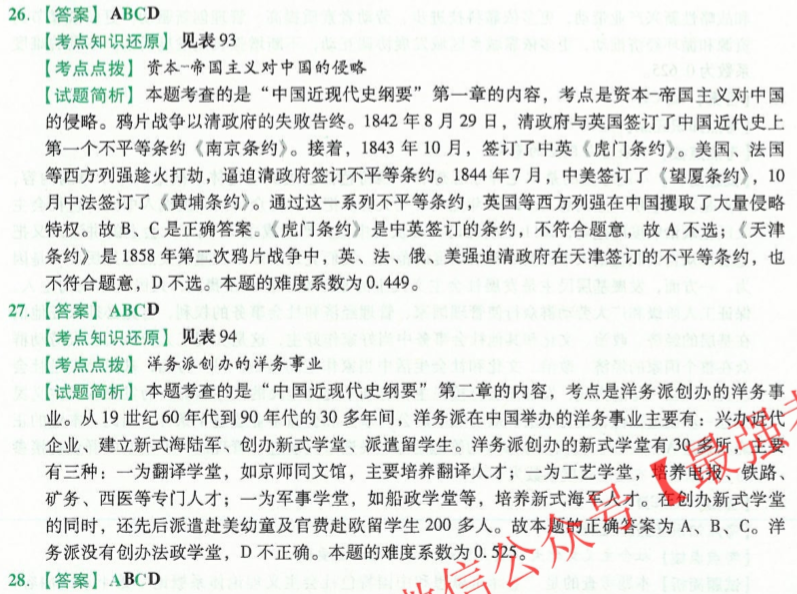 26.【答案】ABCD
【考点知识还原】见表93
【考点点拨】资本-帝国主义对中国的侵略
【试题简析】本题考查的是“中国近现代史纲要”第一章的内容，考点是资本-帝国主义对中国
的侵略。鸦片战争以清政府的失败告终。1842年8月29日，清政府与英国签订了中国近代史上
第一个不平等条约《南京条约》。接着，1843年10月，签订了中英《虎门条约》。美国、法国
等西方列强趁火打劫，逼迫清政府签订不平等条约。1844年7月，中美签订了《望厦条约》，10
月中法签订了《黄埔条约》。通过这一系列不平等条约，英国等西方列强在中国攫取了大量侵略
特权。故B、C是正确答案。《虎门条约》是中英签订的条约，不符合题意，故A不选；《天津
条约》是1858年第二次鸦片战争中，英、法、俄、美强迫清政府在天津签订的不平等条约，也
不符合题意，D不选。本题的难度系数为0.449。
27.【答案】ABCD
【考点知识还原】见表94
【考点点拨】洋务派创办的洋务事业
【试题简析】本题考查的是“中国近现代史纲要”第二章的内容，考点是洋务派创办的洋务事
业。从19世纪60年代到90年代的30多年间，洋务派在中国举办的洋务事业主要有：兴办近代
企业、建立新式海陆军、创办新式学堂、派遣留学生。洋务派创办的新式学堂有30多所，主要
有三种：一为翻译学堂，如京师同文馆，主要培养翻译人才；一为工艺学堂，培养电报、铁路、
矿务、西医等专门人才；一为军事学堂，如船政学堂等，培养新式海军人才。在创办新式学堂
的同时，还先后派遣赴美幼童及官费赴欧留学生200多人。故本题的正确答案为A、B、C。洋
务派没有创办法政学堂，D不正确。本题的难度系数为0.525。
28.【答案】ABCD
微信公众号【最强考